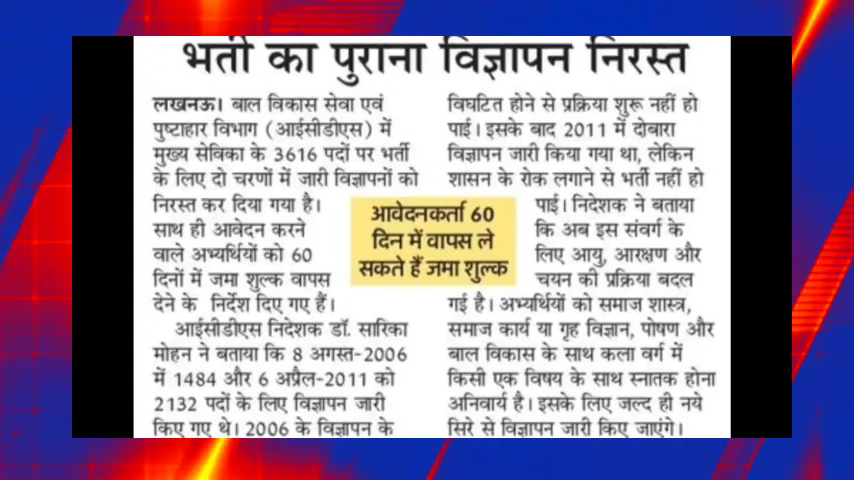 भर्ती का पुराना विज्ञापन निरस्त
लखनऊ। बाल विकास सेवा एवं
पुष्टाहार विभाग (आईसीडीएस) में
मुख्य सेविका के 3616 पदों पर भर्ती
के लिए दो चरणों में जारी विज्ञापनों को
निरस्त कर दिया गया है।
साथ ही आवेदन करने
वाले अभ्यर्थियों को 60
दिनों में जमा शुल्क वापस
देने के निर्देश दिए गए हैं।
आईसीडीएस निदेशक डॉ. सारिका
मोहन ने बताया कि 8 अगस्त-2006
में 1484 और 6 अप्रैल-2011 को
2132 पदों के लिए विज्ञापन जारी
किए गए थे। 2006 के विज्ञापन के
आवेदनकर्ता 60
दिन में वापस ले
सकते हैं जमा शुल्क
विघटित होने से प्रक्रिया शुरू नहीं हो
पाई। इसके बाद 2011 में दोबारा
विज्ञापन जारी किया गया था, लेकिन
शासन के रोक लगाने से भर्ती नहीं हो
पाई। निदेशक ने बताया
कि अब इस संवर्ग के
लिए आयु, आरक्षण और
चयन की प्रक्रिया बदल
गई है। अभ्यर्थियों को समाज शास्त्र,
समाज कार्य या गृह विज्ञान, पोषण और
बाल विकास के साथ कला वर्ग में
किसी एक विषय के साथ स्नातक होना
अनिवार्य है। इसके लिए जल्द ही नये
सिरे से विज्ञापन जारी किए जाएंगे।